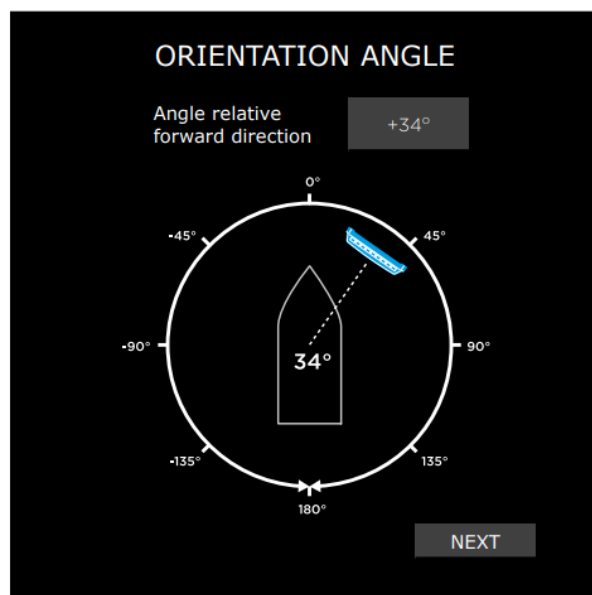 ORIENTATION ANGLE
Angle relative
forward direction
+34°
0°
-45°
45°
-90°
90°
34°
-135°
135°
180°
NEXT